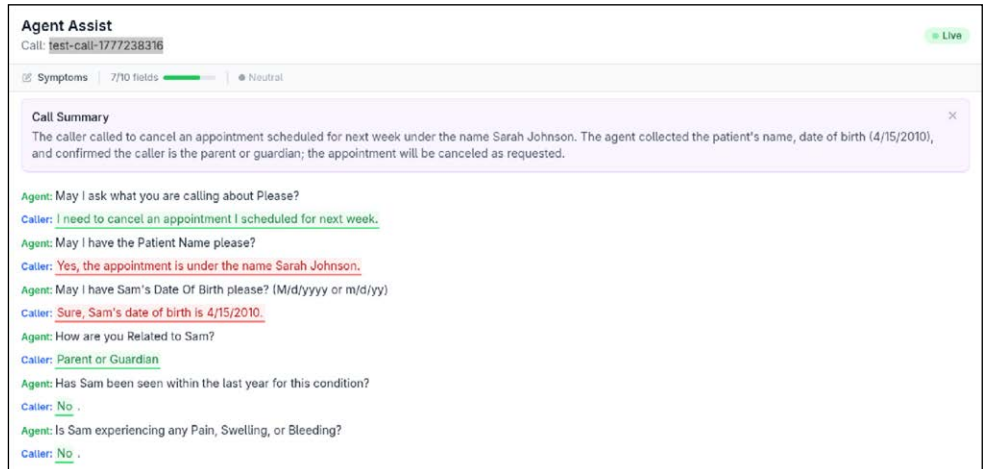 Agent Assist
Call: test-call-1777238316
Live
Symptoms 7/10 fields Neutral
Call Summary
The caller called to cancel an appointment scheduled for next week under the name Sarah Johnson. The agent collected the patient's name, date of birth (4/15/2010),
and confirmed the caller is the parent or guardian; the appointment will be canceled as requested.
Agent: May I ask what you are calling about Please?
Caller: I need to cancel an appointment I scheduled for next week.
Agent: May I have the Patient Name please?
Caller: Yes, the appointment is under the name Sarah Johnson.
Agent: May I have Sam's Date Of Birth please? (M/d/yyyy or m/d/yy)
Caller: Sure, Sam's date of birth is 4/15/2010.
Agent: How are you Related to Sam?
Caller: Parent or Guardian
Agent: Has Sam been seen within the last year for this condition?
Caller: No .
Agent: Is Sam experiencing any Pain, Swelling, or Bleeding?
Caller: No .